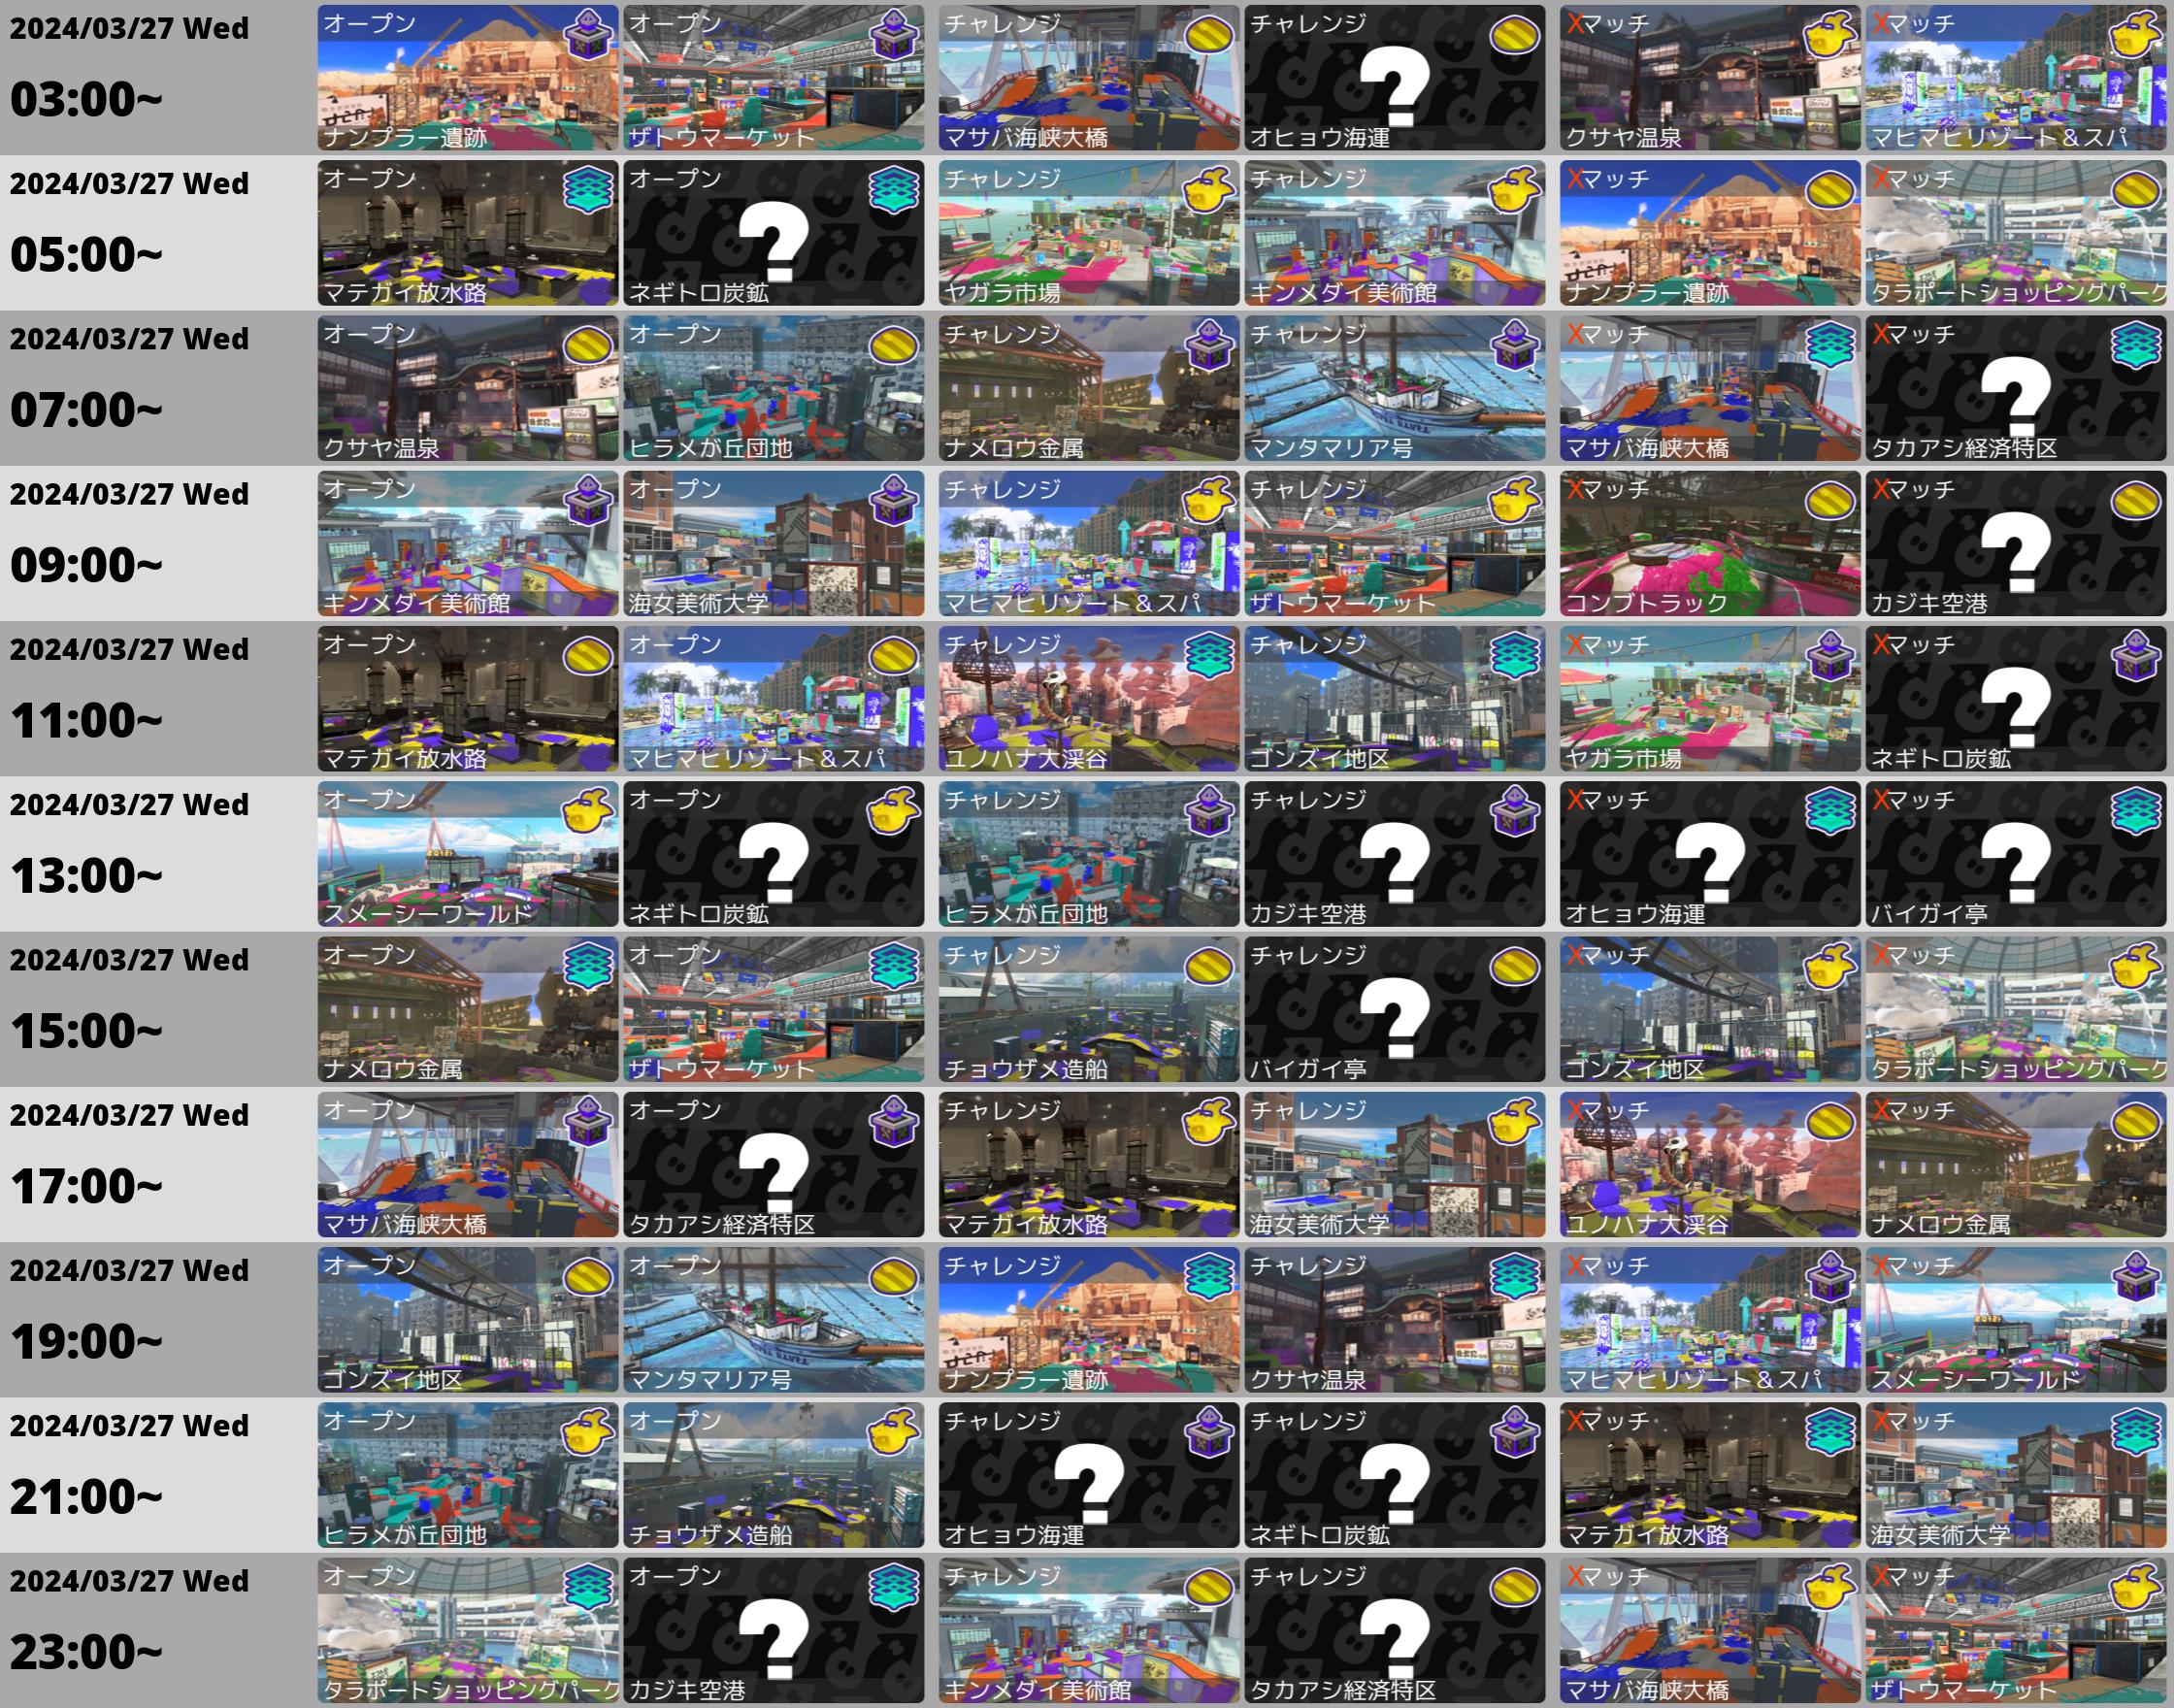 2024/03/27 Wed
03:00~
オープン
ナンプラー遺跡
オープン
ザトウマーケット
チャレンジ
マサバ海峡大橋
チャレンジ
?
オヒョウ海運
Xマッチ
クサヤ温泉
Xマッチ
マヒマヒリゾート＆スパ
2024/03/27 Wed
05:00~
オープン
マテガイ放水路
オープン
?
ネギトロ炭鉱
チャレンジ
ヤガラ市場
チャレンジ
キンメダイ美術館
Xマッチ
ナンプラー遺跡
Xマッチ
タラポートショッピングパーク
2024/03/27 Wed
07:00~
オープン
クサヤ温泉
オープン
ヒラメが丘団地
チャレンジ
ナメロウ金属
チャレンジ
マンタマリア号
Xマッチ
マサバ海峡大橋
Xマッチ
?
タカアシ経済特区
2024/03/27 Wed
09:00~
オープン
キンメダイ美術館
オープン
海女美術大学
チャレンジ
マヒマヒリゾート＆スパ
チャレンジ
ザトウマーケット
Xマッチ
コンブトラック
Xマッチ
?
カジキ空港
2024/03/27 Wed
11:00~
オープン
マテガイ放水路
オープン
マヒマヒリゾート＆スパ
チャレンジ
ユノハナ大渓谷
チャレンジ
ゴンズイ地区
Xマッチ
ヤガラ市場
Xマッチ
?
ネギトロ炭鉱
2024/03/27 Wed
13:00~
オープン
スメーシーワールド
オープン
?
ネギトロ炭鉱
チャレンジ
ヒラメが丘団地
チャレンジ
?
カジキ空港
Xマッチ
?
オヒョウ海運
Xマッチ
?
バイガイ亭
2024/03/27 Wed
15:00~
オープン
ナメロウ金属
オープン
ザトウマーケット
チャレンジ
チョウザメ造船
チャレンジ
?
バイガイ亭
Xマッチ
ゴンズイ地区
Xマッチ
タラポートショッピングパーク
2024/03/27 Wed
17:00~
オープン
マサバ海峡大橋
オープン
?
タカアシ経済特区
チャレンジ
マテガイ放水路
チャレンジ
海女美術大学
Xマッチ
ユノハナ大渓谷
Xマッチ
ナメロウ金属
2024/03/27 Wed
19:00~
オープン
ゴンズイ地区
オープン
マンタマリア号
チャレンジ
ナンプラー遺跡
チャレンジ
クサヤ温泉
Xマッチ
マヒマヒリゾート＆スパ
Xマッチ
スメーシーワールド
2024/03/27 Wed
21:00~
オープン
ヒラメが丘団地
オープン
チョウザメ造船
チャレンジ
?
オヒョウ海運
チャレンジ
?
ネギトロ炭鉱
Xマッチ
マテガイ放水路
Xマッチ
海女美術大学
2024/03/27 Wed
23:00~
オープン
タラポートショッピングパーク
オープン
?
カジキ空港
チャレンジ
キンメダイ美術館
チャレンジ
?
タカアシ経済特区
Xマッチ
マサバ海峡大橋
Xマッチ
ザトウマーケット